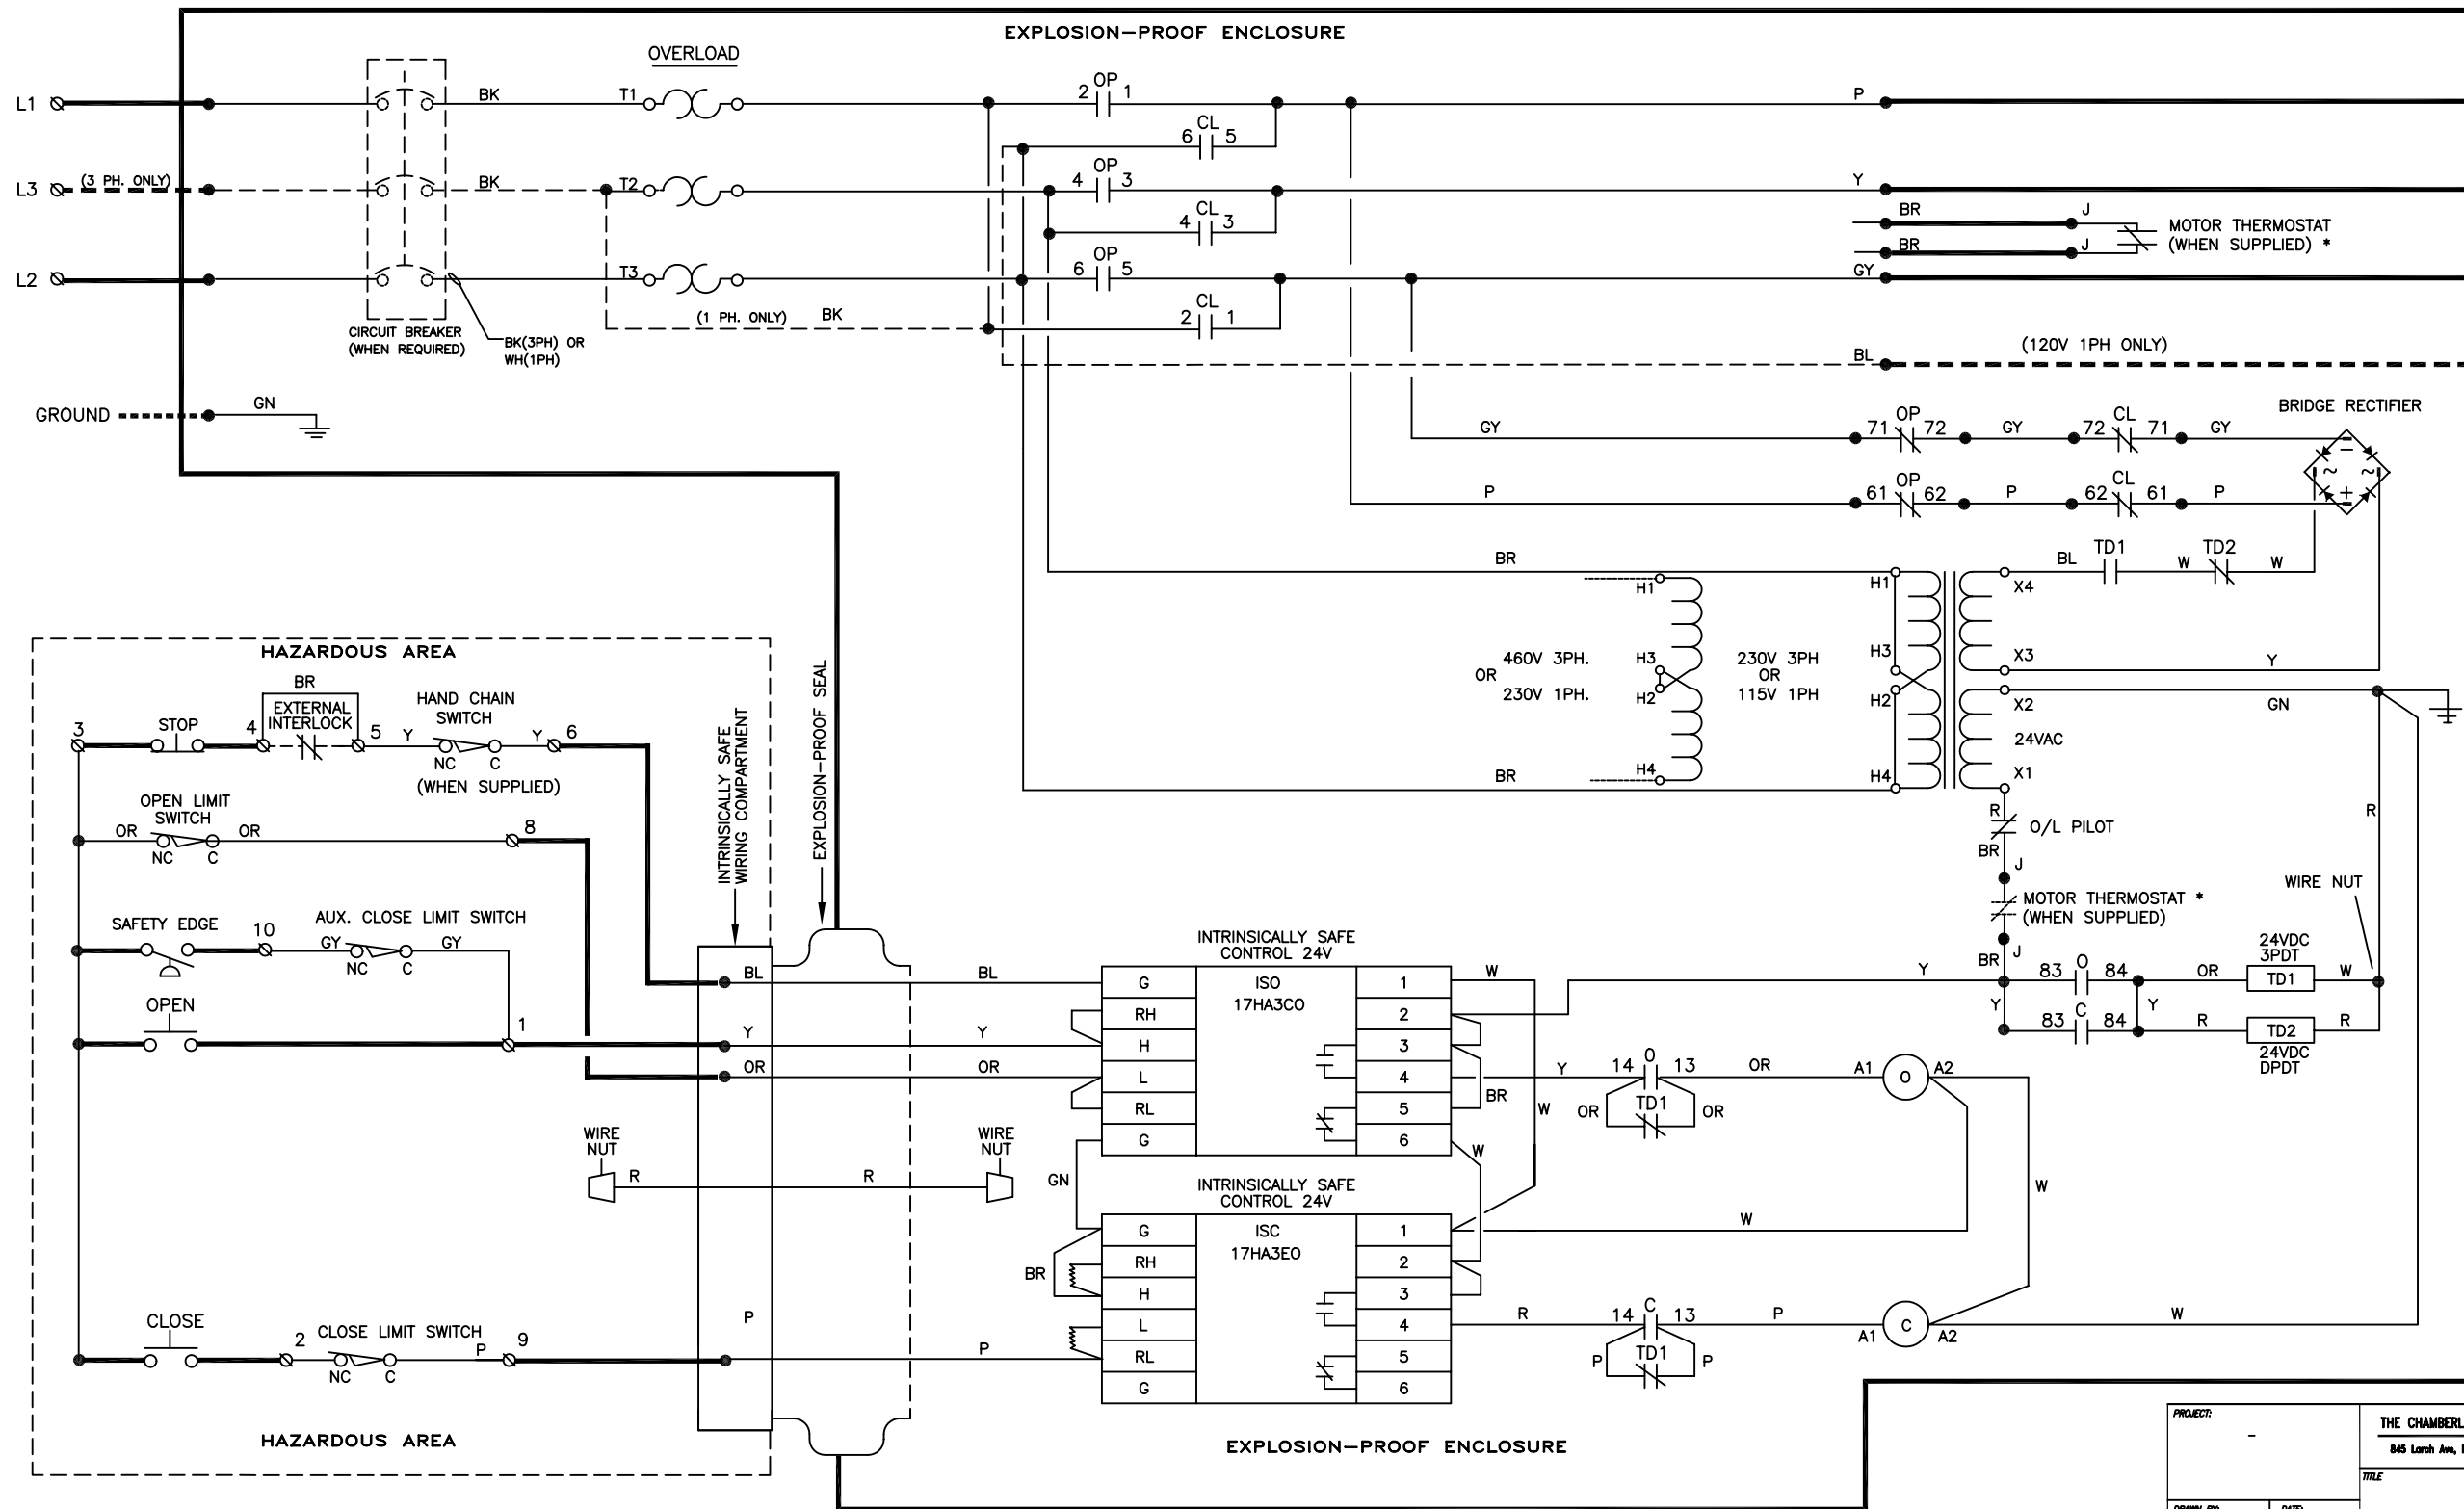 EXPLOSION-PROOF ENCLOSURE
OVERLOAD
L1
BK
T1
2 OP 1
P
6 CL 5
L3
(3 PH. ONLY)
BK
T2
4 OP 3
Y
4 CL 3
BR J
MOTOR THERMOSTAT
(WHEN SUPPLIED) *
BR J
L2
T3
6 OP 5
GY
2 CL 1
(1 PH. ONLY) BK
CIRCUIT BREAKER
(WHEN REQUIRED)
BK(3PH) OR
WH(1PH)
BL
(120V 1PH ONLY)
GROUND
GN
BRIDGE RECTIFIER
GY
71 OP 72
GY
72 CL 71
GY
−
~ ~
+
P
61 OP 62
P
62 CL 61
P
BR
H1
H3
H2
H4
460V 3PH.
OR
230V 1PH.
230V 3PH
OR
115V 1PH
BR
H1
H3
H2
H4
X4
X3
X2
24VAC
X1
BL
TD1
W
TD2
W
Y
GN
R
R
O/L PILOT
BR
J
MOTOR THERMOSTAT *
(WHEN SUPPLIED)
J
BR
WIRE NUT
24VDC
3PDT
Y
83 O 84
OR
TD1
W
Y
83 C 84
Y
R
TD2
R
24VDC
DPDT
HAZARDOUS AREA
BR
EXTERNAL
INTERLOCK
HAND CHAIN
SWITCH
3
STOP
4
5
Y
NC C
Y
6
(WHEN SUPPLIED)
OPEN LIMIT
SWITCH
OR
NC C
OR
8
SAFETY EDGE
10
AUX. CLOSE LIMIT SWITCH
GY
NC C
GY
OPEN
1
INTRINSICALLY SAFE
WIRING COMPARTMENT
EXPLOSION-PROOF SEAL
BL
BL
Y
Y
OR
OR
WIRE
NUT
R
R
WIRE
NUT
P
P
CLOSE
2
CLOSE LIMIT SWITCH
NC C
P
9
HAZARDOUS AREA
INTRINSICALLY SAFE
CONTROL 24V
G ISO 1
RH 17HA3CO 2
H 3
L 4
RL 5
G 6
GN
INTRINSICALLY SAFE
CONTROL 24V
G ISC 1
RH 17HA3EO 2
H 3
L 4
RL 5
G 6
BR
W
BR
W
W
Y
14 O 13
OR TD1 OR
OR
A1 O A2
W
W
R
14 C 13
P TD1 P
P
A1 C A2
W
EXPLOSION-PROOF ENCLOSURE
PROJECT:
-
THE CHAMBERL
845 Larch Ave,
TITLE
DRAWN BY:
DATE: